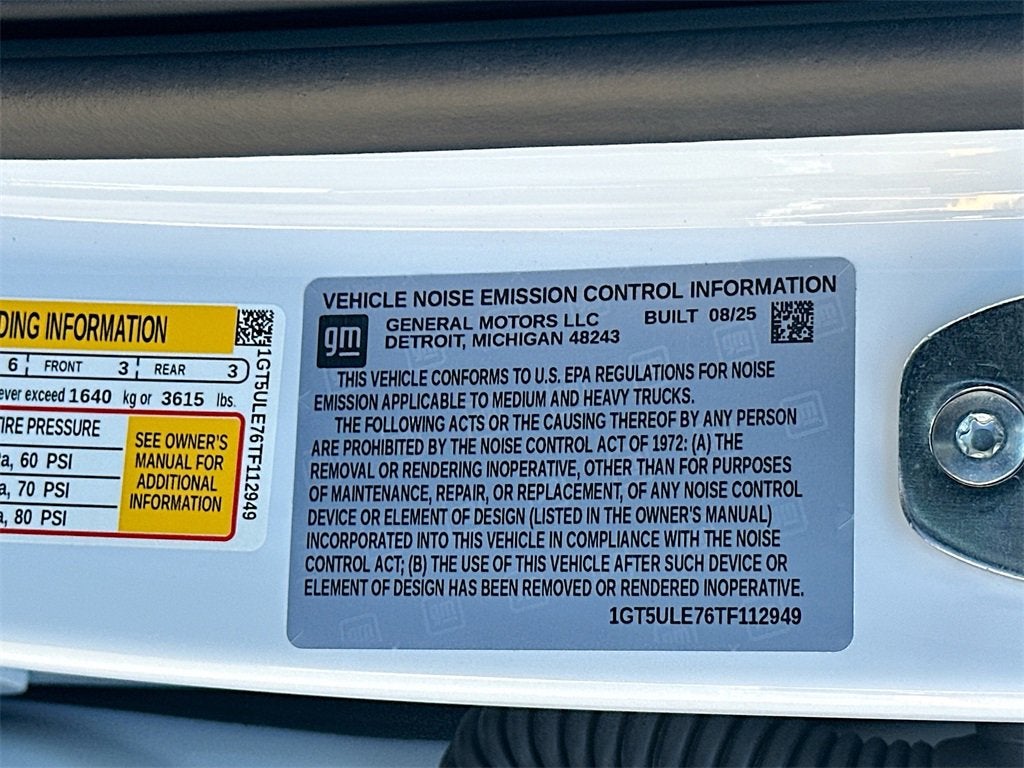 DING INFORMATION
6 FRONT 3 REAR 3
ever exceed 1640 kg or 3615 lbs.
TIRE PRESSURE
a, 60 PSI
a, 70 PSI
a, 80 PSI
SEE OWNER'S
MANUAL FOR
ADDITIONAL
INFORMATION
1GT5ULE76TF112949
VEHICLE NOISE EMISSION CONTROL INFORMATION
gm
GENERAL MOTORS LLC BUILT 08/25
DETROIT, MICHIGAN 48243
THIS VEHICLE CONFORMS TO U.S. EPA REGULATIONS FOR NOISE
EMISSION APPLICABLE TO MEDIUM AND HEAVY TRUCKS.
THE FOLLOWING ACTS OR THE CAUSING THEREOF BY ANY PERSON
ARE PROHIBITED BY THE NOISE CONTROL ACT OF 1972: (A) THE
REMOVAL OR RENDERING INOPERATIVE, OTHER THAN FOR PURPOSES
OF MAINTENANCE, REPAIR, OR REPLACEMENT, OF ANY NOISE CONTROL
DEVICE OR ELEMENT OF DESIGN (LISTED IN THE OWNER'S MANUAL)
INCORPORATED INTO THIS VEHICLE IN COMPLIANCE WITH THE NOISE
CONTROL ACT; (B) THE USE OF THIS VEHICLE AFTER SUCH DEVICE OR
ELEMENT OF DESIGN HAS BEEN REMOVED OR RENDERED INOPERATIVE.
1GT5ULE76TF112949